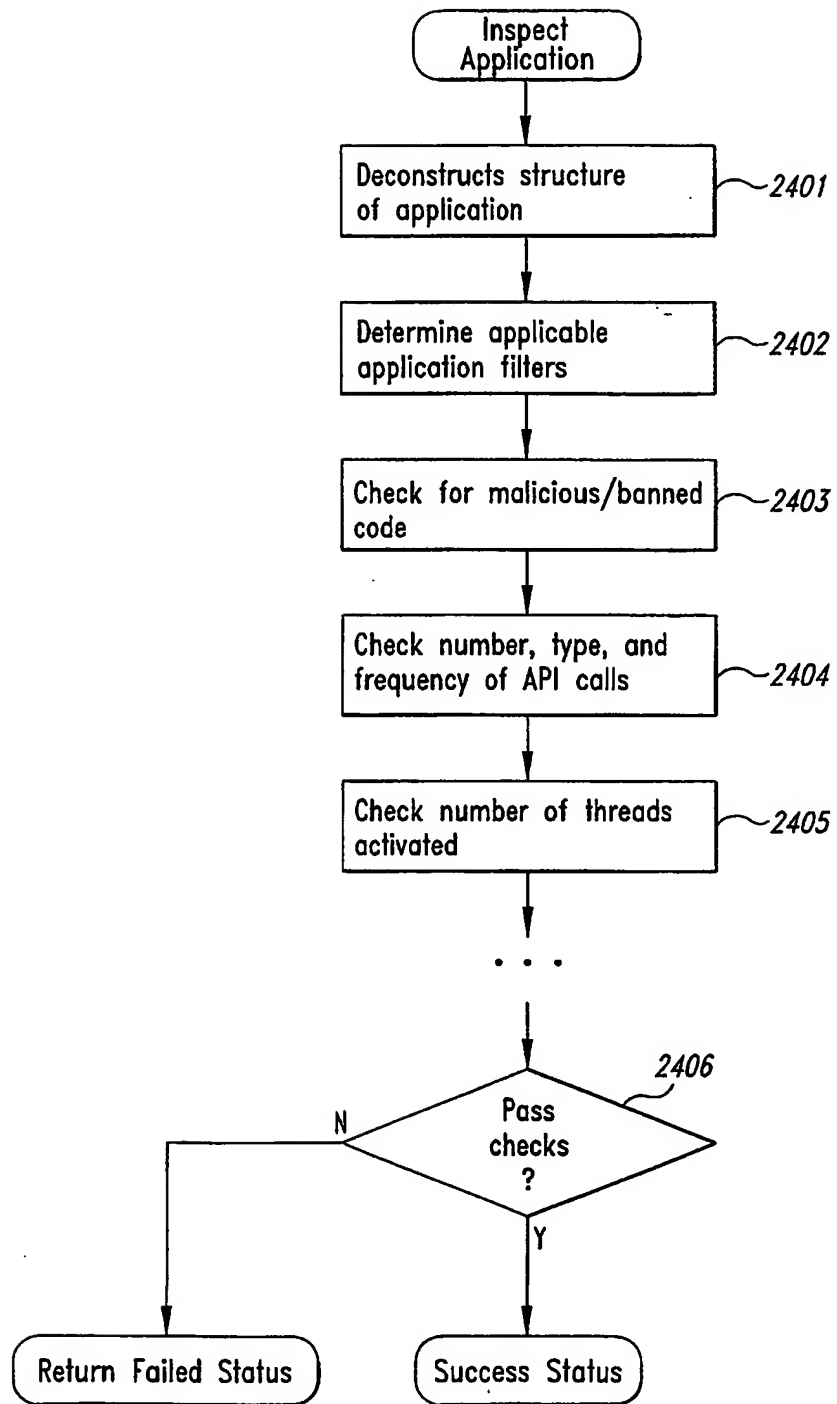 Inspect
Application
Deconstructs structure
of application
2401
Determine applicable
application filters
2402
Check for malicious/banned
code
2403
Check number, type, and
frequency of API calls
2404
Check number of threads
activated
2405
. . .
2406
Pass
checks
?
N
Y
Return Failed Status
Success Status